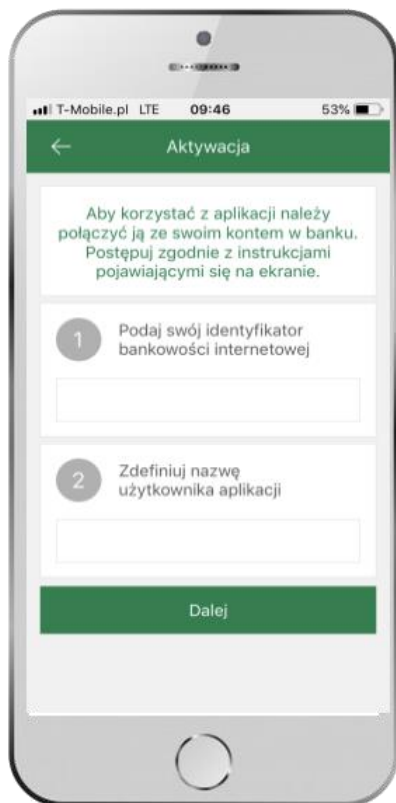 T-Mobile.pl LTE 09:46 53%
Aktywacja
Aby korzystać z aplikacji należy
połączyć ją ze swoim kontem w banku.
Postępuj zgodnie z instrukcjami
pojawiającymi się na ekranie.
1 Podaj swój identyfikator
bankowości internetowej
2 Zdefiniuj nazwę
użytkownika aplikacji
Dalej